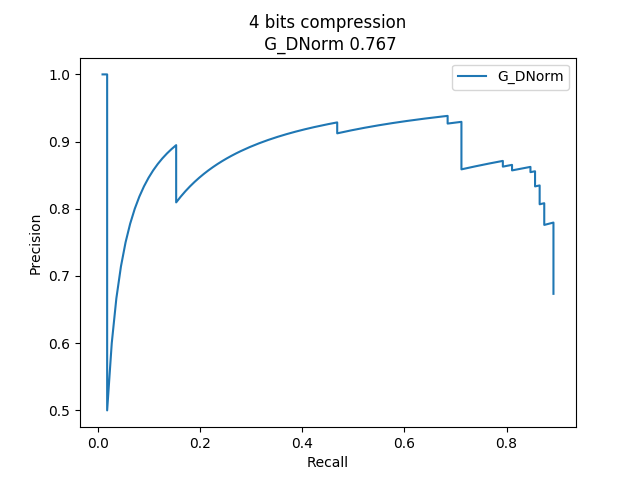 4 bits compression
G_DNorm 0.767
G_DNorm
1.0
0.9
0.8
0.7
0.6
0.5
Precision
0.0 0.2 0.4 0.6 0.8
Recall